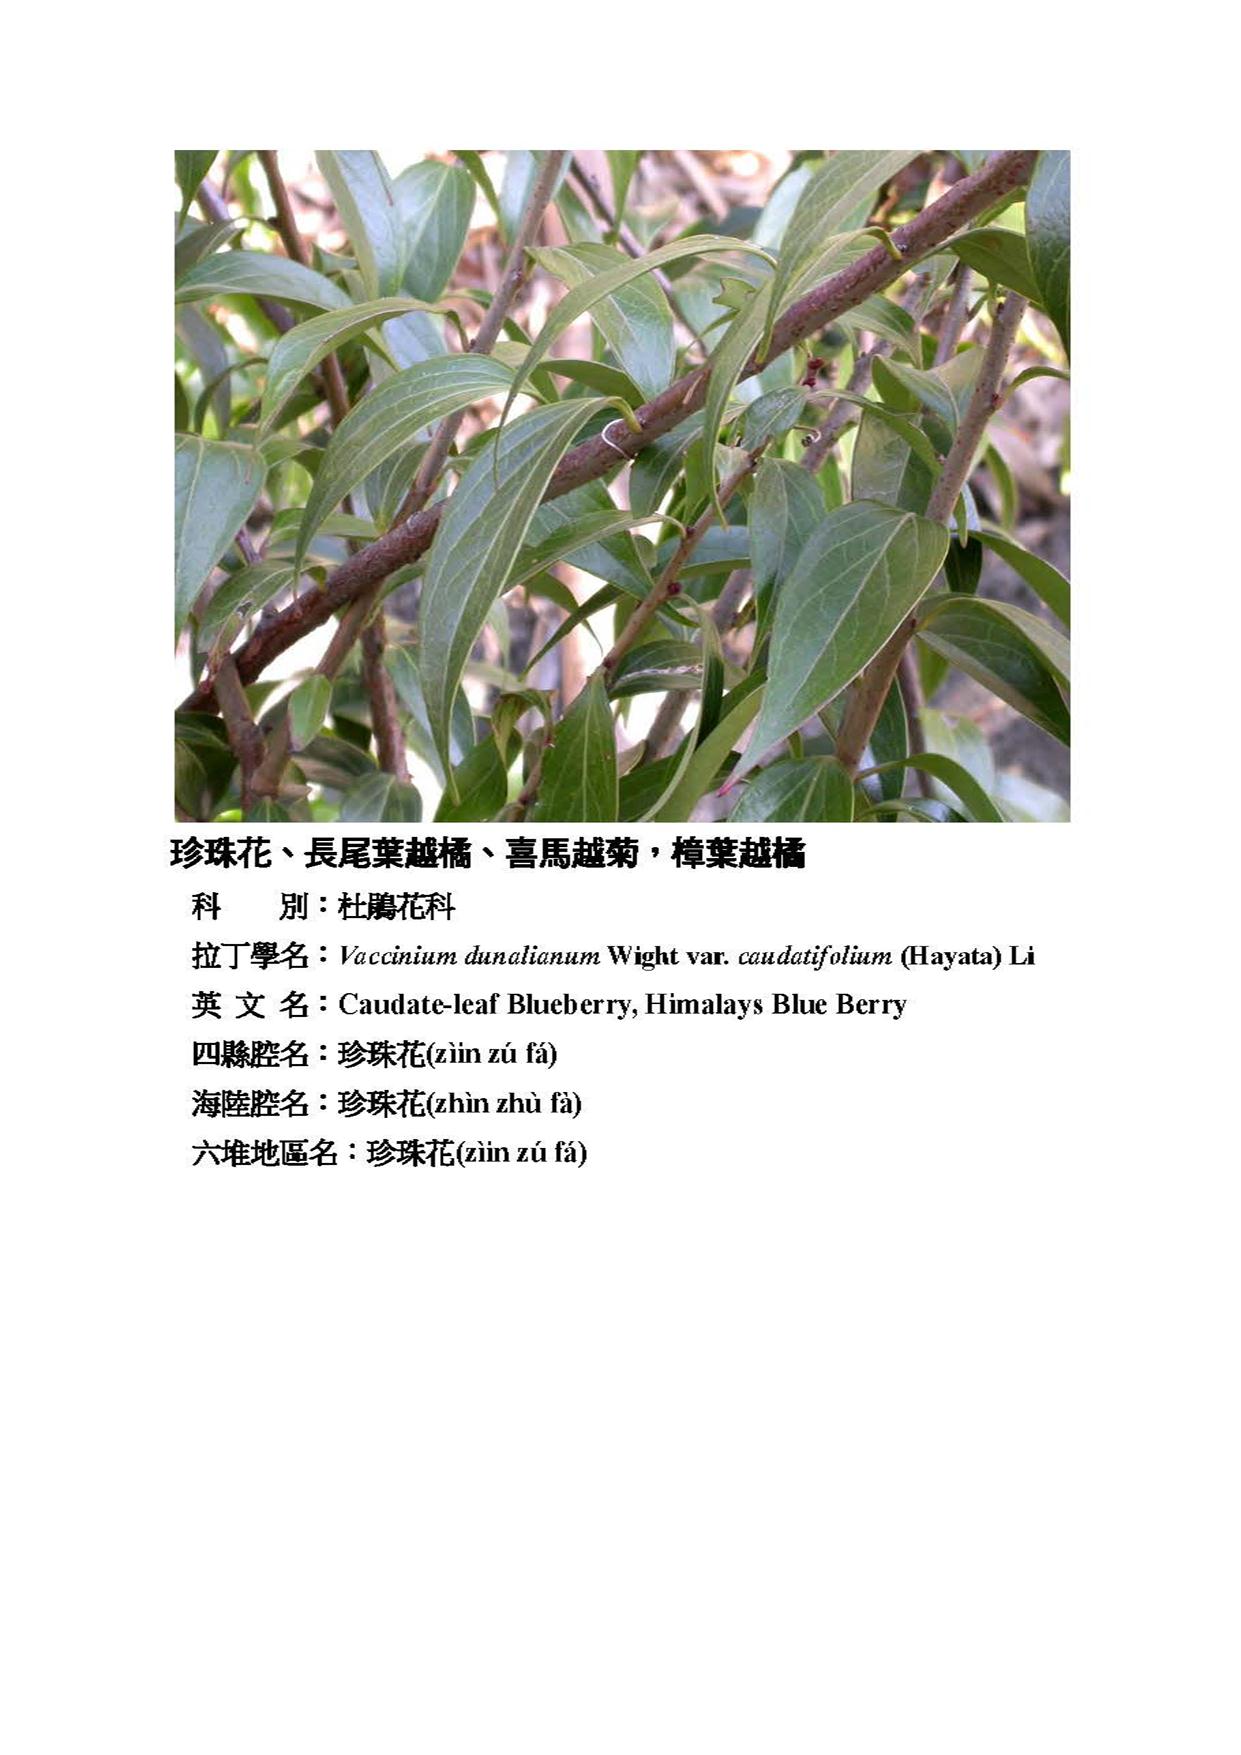 珍珠花、長尾葉越橘、喜馬越菊，樟葉越橘
科　　別：杜鵑花科
拉丁學名：Vaccinium dunalianum Wight var. caudatifolium (Hayata) Li
英 文 名：Caudate-leaf Blueberry, Himalays Blue Berry
四縣腔名：珍珠花(zìin zú fá)
海陸腔名：珍珠花(zhìn zhù fà)
六堆地區名：珍珠花(zìin zú fá)